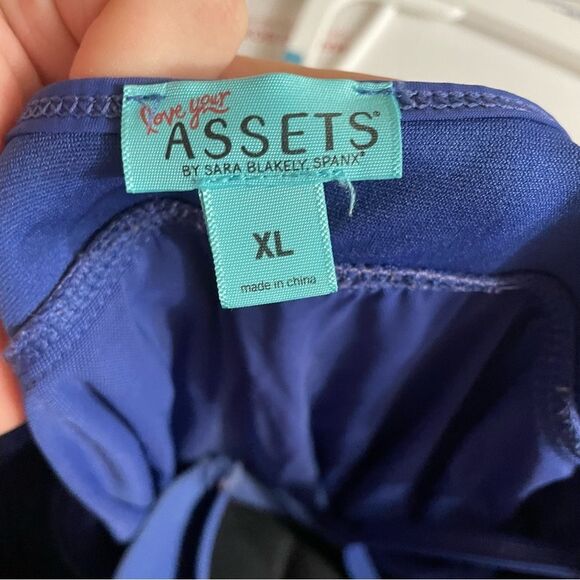 love your
ASSETS®
BY SARA BLAKELY, SPANX®
XL
made in china